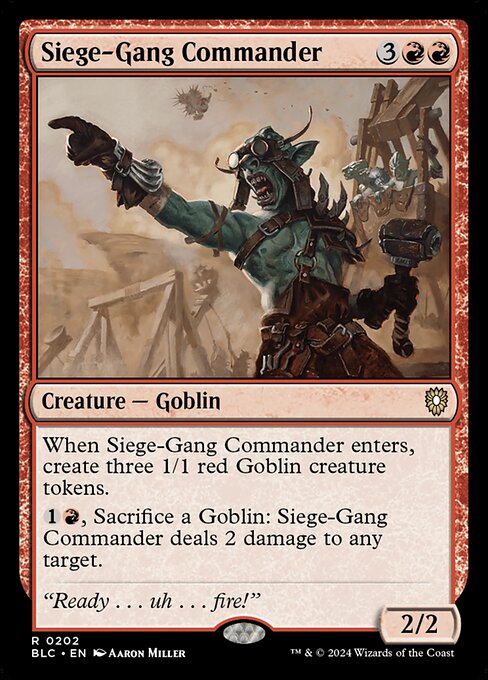 Siege-Gang Commander 3
Creature — Goblin
When Siege-Gang Commander enters,
create three 1/1 red Goblin creature
tokens.
1, Sacrifice a Goblin: Siege-Gang
Commander deals 2 damage to any
target.
“Ready . . . uh . . . fire!”
2/2
R 0202
BLC • EN AARON MILLER
™ & © 2024 Wizards of the Coast